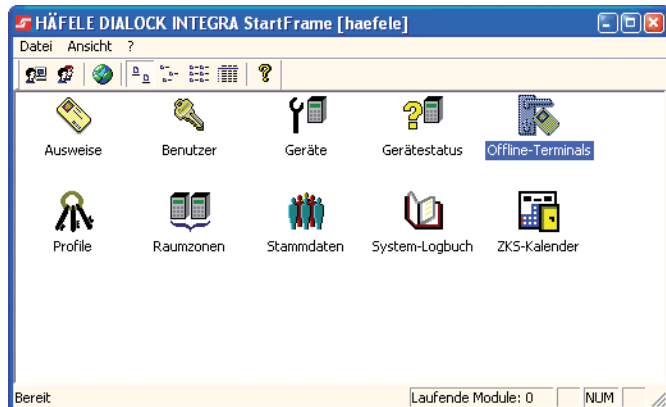 HÄFELE DIALOCK INTEGRA StartFrame [haefele]
Datei Ansicht ?
Ausweise Benutzer Geräte Gerätestatus Offline-Terminals
Profile Raumzonen Stammdaten System-Logbuch ZKS-Kalender
Bereit Laufende Module: 0 NUM